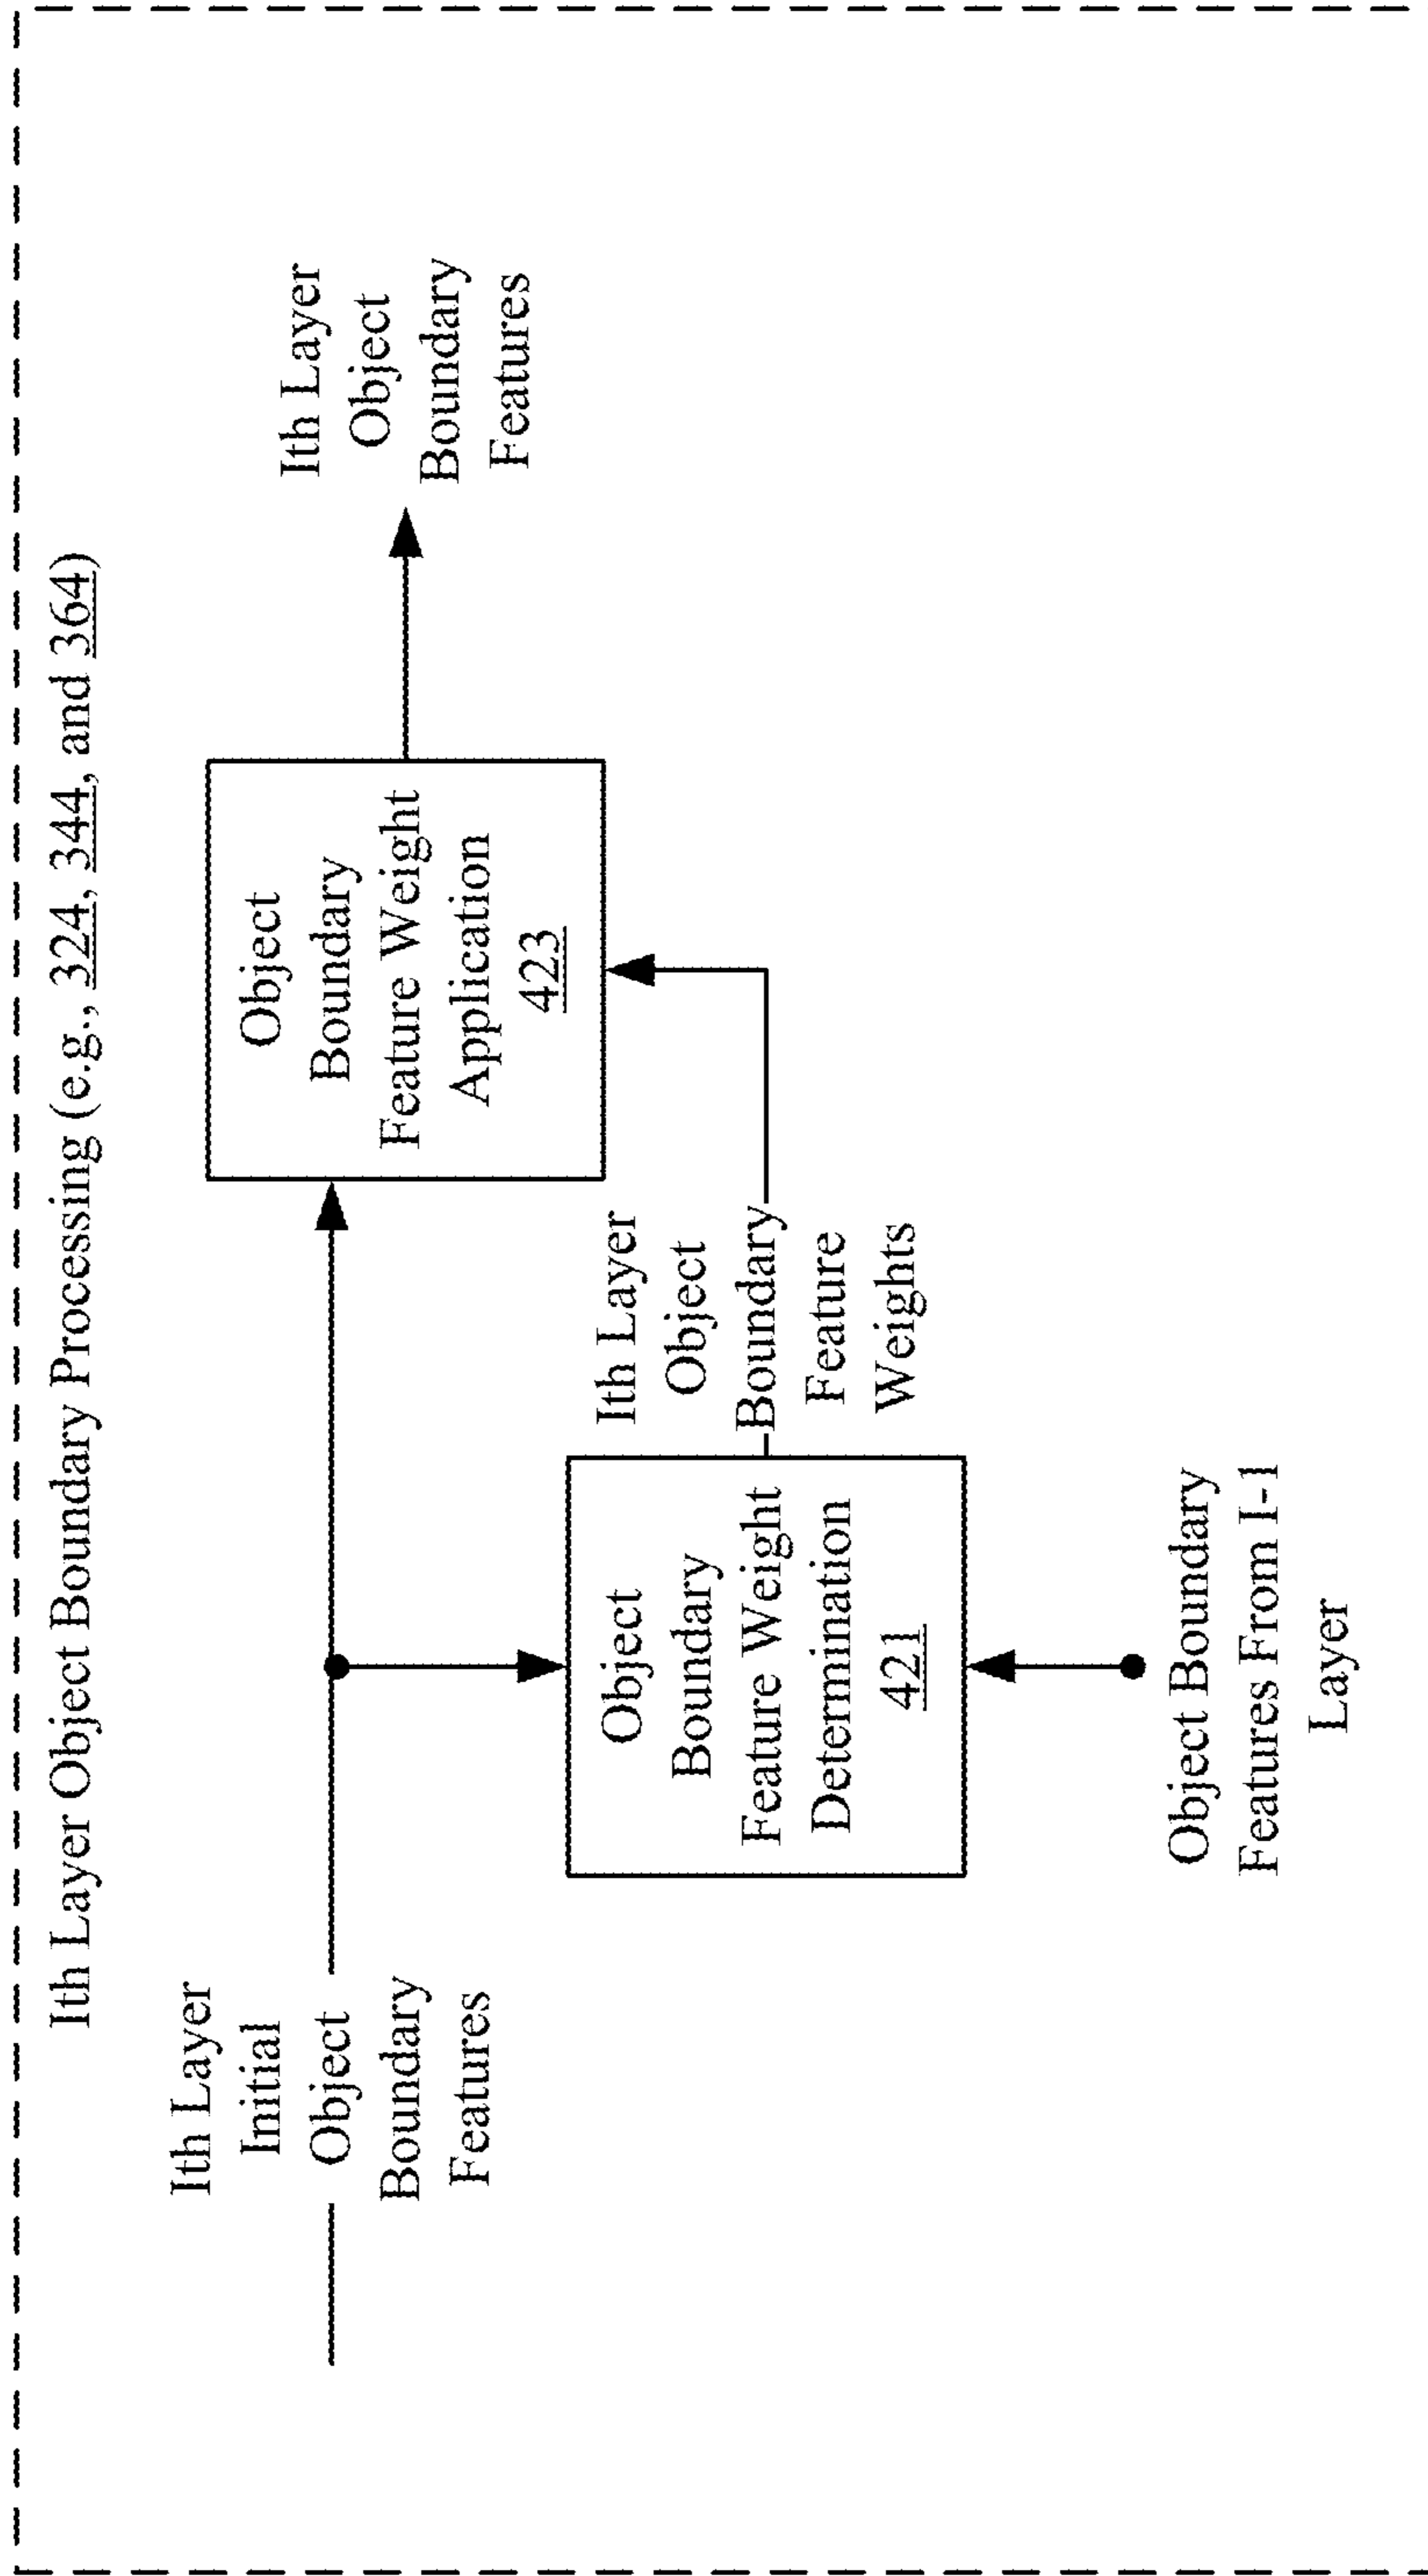 Ith Layer Object Boundary Processing (e.g., 324, 344, and 364)
Ith Layer
Initial
Object
Boundary
Features
Object
Boundary
Feature Weight
Determination
421
Object Boundary
Features From I-1
Layer
Ith Layer
Object
Boundary
Feature
Weights
Object
Boundary
Feature Weight
Application
423
Ith Layer
Object
Boundary
Features